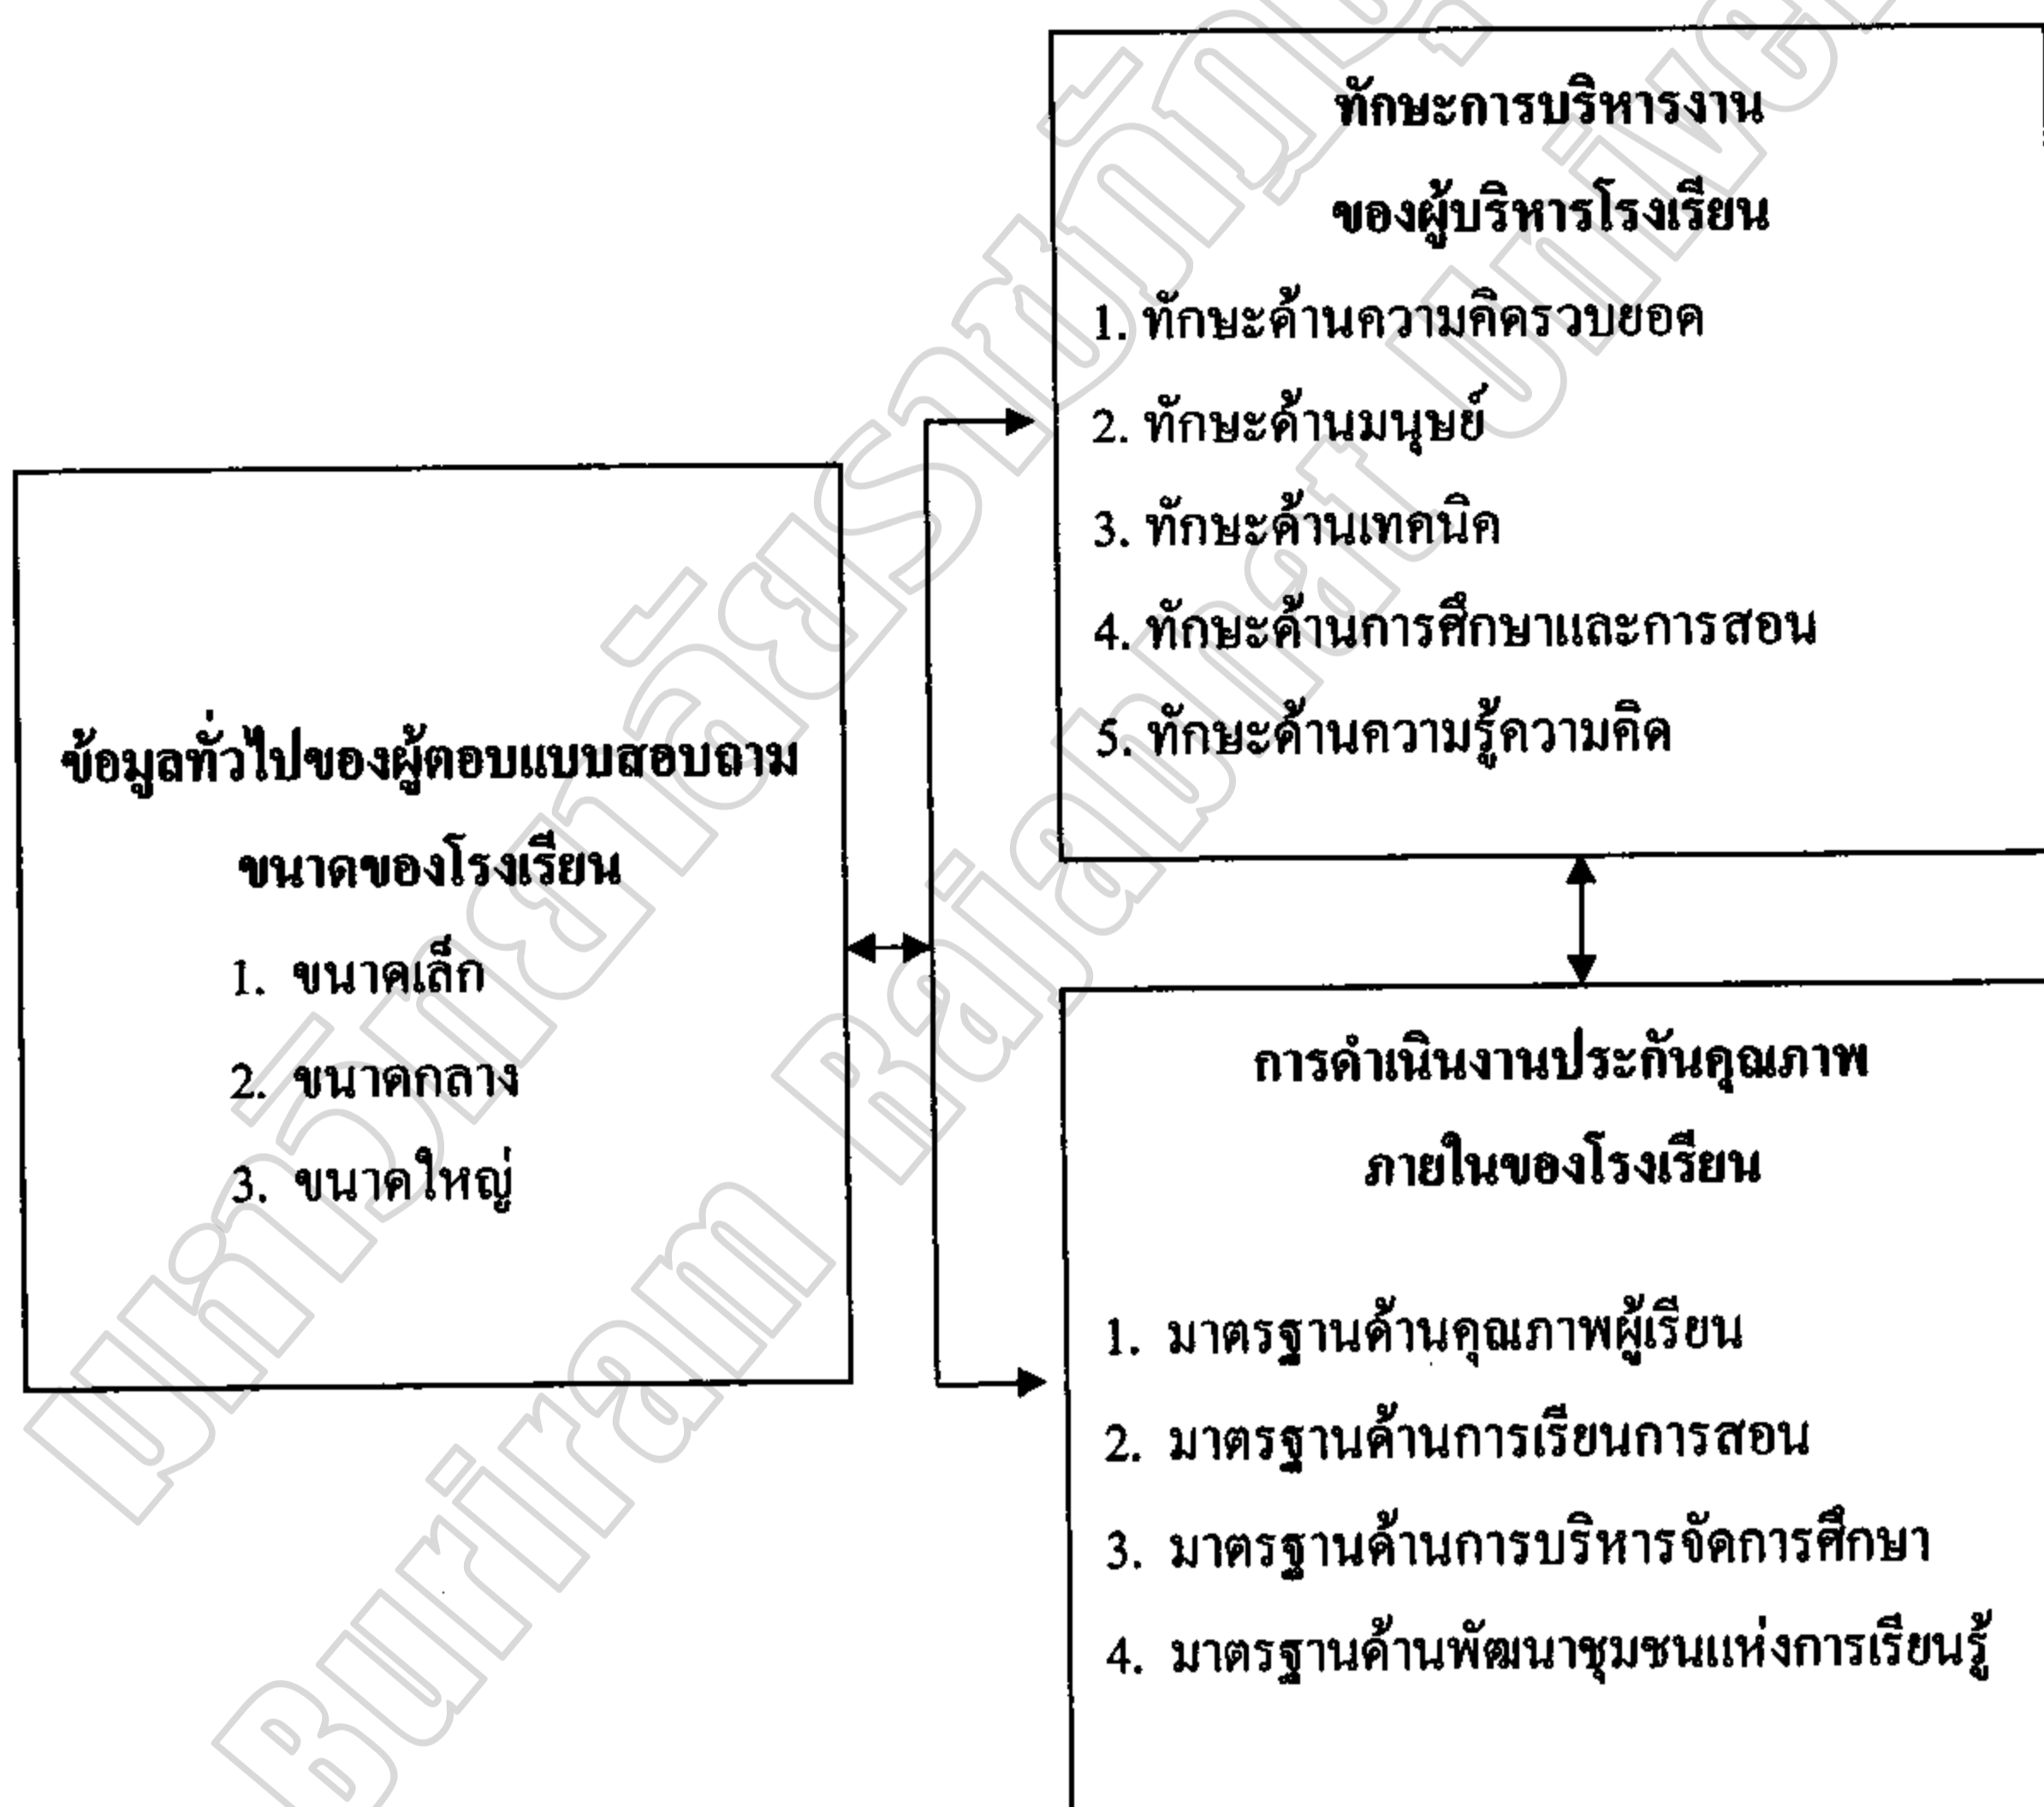 ทักษะการบริหารงาน
ของผู้บริหารโรงเรียน
1. ทักษะด้านความคิดรวบยอด
2. ทักษะด้านมนุษย์
3. ทักษะด้านเทคนิค
4. ทักษะด้านการศึกษาและการสอน
5. ทักษะด้านความรู้ความคิด
ข้อมูลทั่วไปของผู้ตอบแบบสอบถาม
ขนาดของโรงเรียน
1. ขนาดเล็ก
2. ขนาดกลาง
3. ขนาดใหญ่
การดำเนินงานประกันคุณภาพ
ภายในของโรงเรียน
1. มาตรฐานด้านคุณภาพผู้เรียน
2. มาตรฐานด้านการเรียนการสอน
3. มาตรฐานด้านการบริหารจัดการศึกษา
4. มาตรฐานด้านพัฒนาชุมชนแห่งการเรียนรู้
Buriram Rajabhat